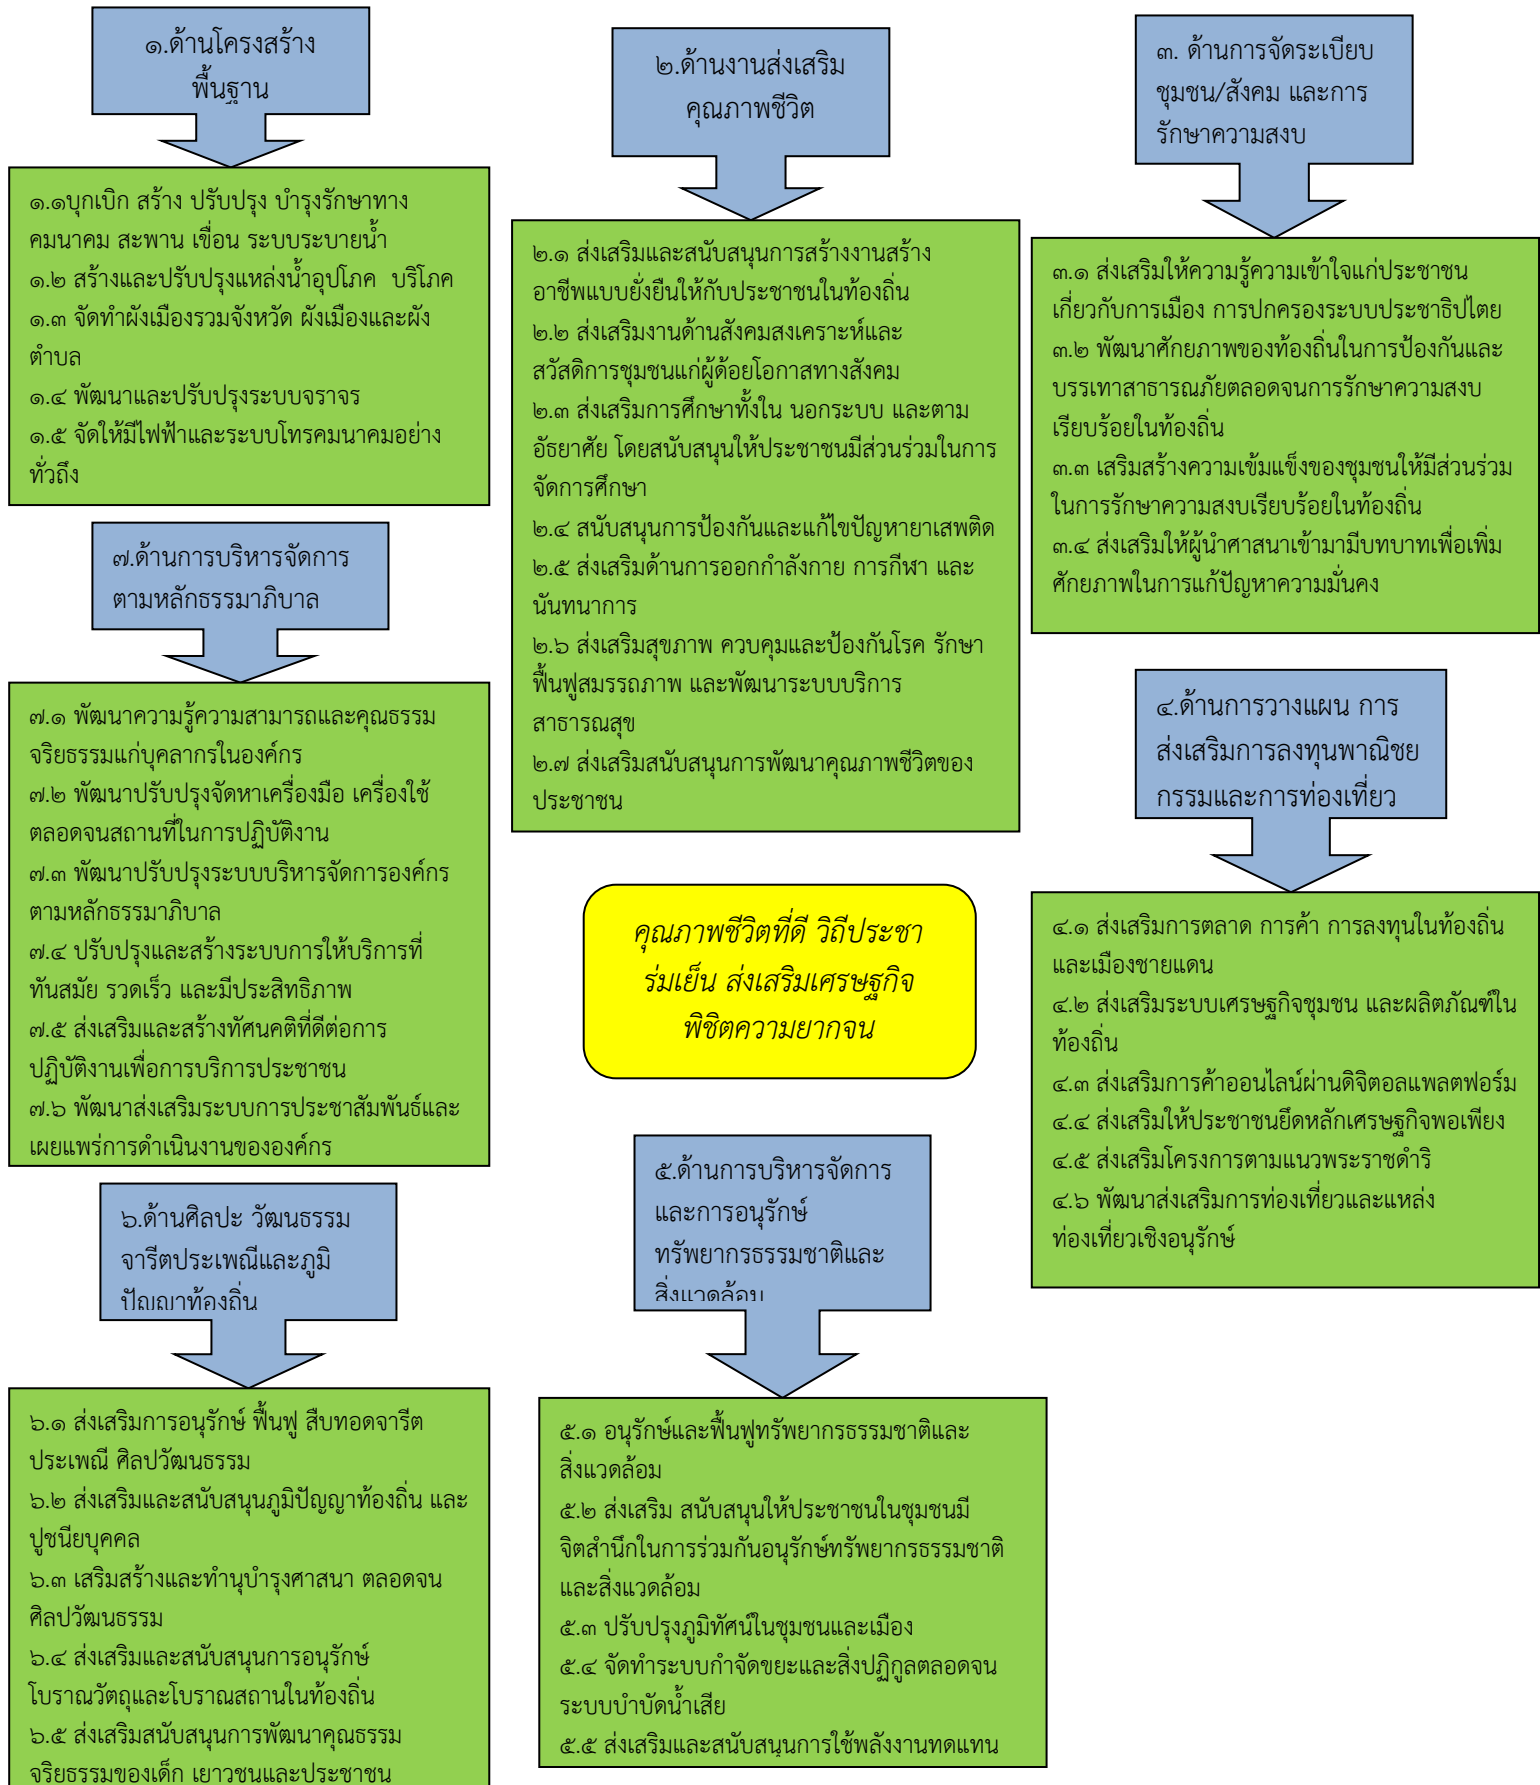 ๑.ด้านโครงสร้าง
พื้นฐาน
๑.๑บุกเบิก สร้าง ปรับปรุง บำรุงรักษาทาง
คมนาคม สะพาน เขื่อน ระบบระบายน้ำ
๑.๒ สร้างและปรับปรุงแหล่งน้ำอุปโภค บริโภค
๑.๓ จัดทำผังเมืองรวมจังหวัด ผังเมืองและผัง
ตำบล
๑.๔ พัฒนาและปรับปรุงระบบจราจร
๑.๕ จัดให้มีไฟฟ้าและระบบโทรคมนาคมอย่าง
ทั่วถึง
๒.ด้านงานส่งเสริม
คุณภาพชีวิต
๒.๑ ส่งเสริมและสนับสนุนการสร้างงานสร้าง
อาชีพแบบยั่งยืนให้กับประชาชนในท้องถิ่น
๒.๒ ส่งเสริมงานด้านสังคมสงเคราะห์และ
สวัสดิการชุมชนแก่ผู้ด้อยโอกาสทางสังคม
๒.๓ ส่งเสริมการศึกษาทั้งใน นอกระบบ และตาม
อัธยาศัย โดยสนับสนุนให้ประชาชนมีส่วนร่วมในการ
จัดการศึกษา
๒.๔ สนับสนุนการป้องกันและแก้ไขปัญหายาเสพติด
๒.๕ ส่งเสริมด้านการออกกำลังกาย การกีฬา และ
นันทนาการ
๒.๖ ส่งเสริมสุขภาพ ควบคุมและป้องกันโรค รักษา
ฟื้นฟูสมรรถภาพ และพัฒนาระบบบริการ
สาธารณสุข
๒.๗ ส่งเสริมสนับสนุนการพัฒนาคุณภาพชีวิตของ
ประชาชน
๓. ด้านการจัดระเบียบ
ชุมชน/สังคม และการ
รักษาความสงบ
๓.๑ ส่งเสริมให้ความรู้ความเข้าใจแก่ประชาชน
เกี่ยวกับการเมือง การปกครองระบบประชาธิปไตย
๓.๒ พัฒนาศักยภาพของท้องถิ่นในการป้องกันและ
บรรเทาสาธารณภัยตลอดจนการรักษาความสงบ
เรียบร้อยในท้องถิ่น
๓.๓ เสริมสร้างความเข้มแข็งของชุมชนให้มีส่วนร่วม
ในการรักษาความสงบเรียบร้อยในท้องถิ่น
๓.๔ ส่งเสริมให้ผู้นำศาสนาเข้ามามีบทบาทเพื่อเพิ่ม
ศักยภาพในการแก้ปัญหาความมั่นคง
๗.ด้านการบริหารจัดการ
ตามหลักธรรมาภิบาล
๗.๑ พัฒนาความรู้ความสามารถและคุณธรรม
จริยธรรมแก่บุคลากรในองค์กร
๗.๒ พัฒนาปรับปรุงจัดหาเครื่องมือ เครื่องใช้
ตลอดจนสถานที่ในการปฏิบัติงาน
๗.๓ พัฒนาปรับปรุงระบบบริหารจัดการองค์กร
ตามหลักธรรมาภิบาล
๗.๔ ปรับปรุงและสร้างระบบการให้บริการที่
ทันสมัย รวดเร็ว และมีประสิทธิภาพ
๗.๕ ส่งเสริมและสร้างทัศนคติที่ดีต่อการ
ปฏิบัติงานเพื่อการบริการประชาชน
๗.๖ พัฒนาส่งเสริมระบบการประชาสัมพันธ์และ
เผยแพร่การดำเนินงานขององค์กร
คุณภาพชีวิตที่ดี วิถีประชา
ร่มเย็น ส่งเสริมเศรษฐกิจ
พิชิตความยากจน
๔.ด้านการวางแผน การ
ส่งเสริมการลงทุนพาณิชย
กรรมและการท่องเที่ยว
๔.๑ ส่งเสริมการตลาด การค้า การลงทุนในท้องถิ่น
และเมืองชายแดน
๔.๒ ส่งเสริมระบบเศรษฐกิจชุมชน และผลิตภัณฑ์ใน
ท้องถิ่น
๔.๓ ส่งเสริมการค้าออนไลน์ผ่านดิจิตอลแพลตฟอร์ม
๔.๔ ส่งเสริมให้ประชาชนยึดหลักเศรษฐกิจพอเพียง
๔.๕ ส่งเสริมโครงการตามแนวพระราชดำริ
๔.๖ พัฒนาส่งเสริมการท่องเที่ยวและแหล่ง
ท่องเที่ยวเชิงอนุรักษ์
๖.ด้านศิลปะ วัฒนธรรม
จารีตประเพณีและภูมิ
ปัญญาท้องถิ่น
๖.๑ ส่งเสริมการอนุรักษ์ ฟื้นฟู สืบทอดจารีต
ประเพณี ศิลปวัฒนธรรม
๖.๒ ส่งเสริมและสนับสนุนภูมิปัญญาท้องถิ่น และ
ปูชนียบุคคล
๖.๓ เสริมสร้างและทำนุบำรุงศาสนา ตลอดจน
ศิลปวัฒนธรรม
๖.๔ ส่งเสริมและสนับสนุนการอนุรักษ์
โบราณวัตถุและโบราณสถานในท้องถิ่น
๖.๕ ส่งเสริมสนับสนุนการพัฒนาคุณธรรม
จริยธรรมของเด็ก เยาวชนและประชาชน
๕.ด้านการบริหารจัดการ
และการอนุรักษ์
ทรัพยากรธรรมชาติและ
สิ่งแวดล้อม
๕.๑ อนุรักษ์และฟื้นฟูทรัพยากรธรรมชาติและ
สิ่งแวดล้อม
๕.๒ ส่งเสริม สนับสนุนให้ประชาชนในชุมชนมี
จิตสำนึกในการร่วมกันอนุรักษ์ทรัพยากรธรรมชาติ
และสิ่งแวดล้อม
๕.๓ ปรับปรุงภูมิทัศน์ในชุมชนและเมือง
๕.๔ จัดทำระบบกำจัดขยะและสิ่งปฏิกูลตลอดจน
ระบบบำบัดน้ำเสีย
๕.๕ ส่งเสริมและสนับสนุนการใช้พลังงานทดแทน